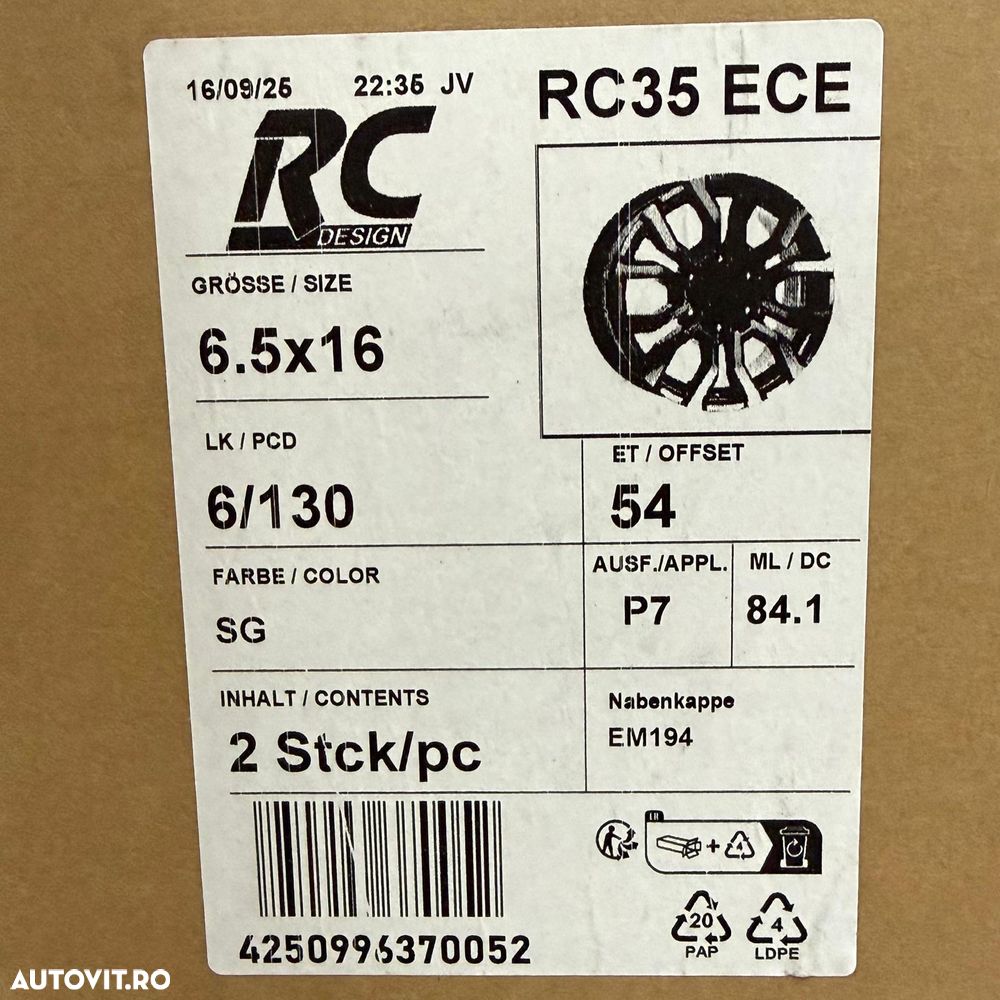 16/09/25 22:35 JV
RC35 ECE
RC
DESIGN
GRÖSSE / SIZE
6.5x16
LK / PCD
6/130
ET / OFFSET
54
FARBE / COLOR
SG
AUSF./APPL.
P7
ML / DC
84.1
INHALT / CONTENTS
2 Stck/pc
Nabenkappe
EM194
FR
+ 4
4250996370052
20
PAP
4
LDPE
AUTOVIT.RO